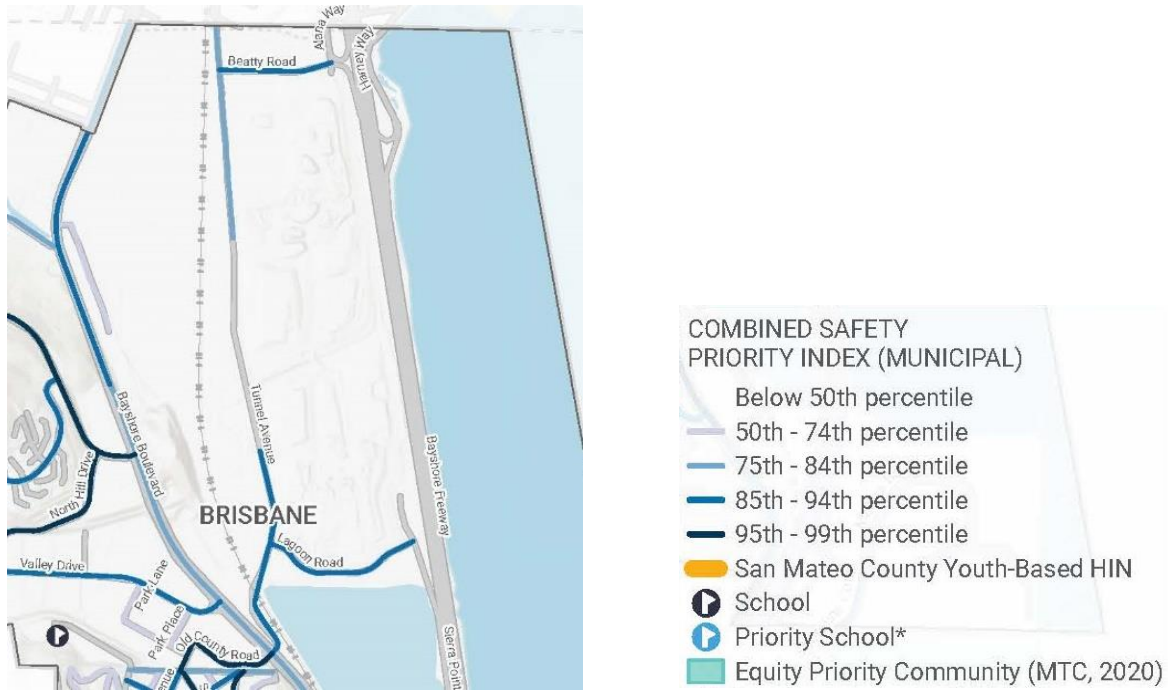 Alana Way
Harney Way
Beatty Road
Bayshore Boulevard
Tunnel Avenue
Bayshore Freeway
North Hill Drive
BRISBANE
Lagoon Road
Valley Drive
Park Lane
Park Place
Old County Road
Sierra Point
COMBINED SAFETY
PRIORITY INDEX (MUNICIPAL)
Below 50th percentile
50th - 74th percentile
75th - 84th percentile
85th - 94th percentile
95th - 99th percentile
San Mateo County Youth-Based HIN
School
Priority School*
Equity Priority Community (MTC, 2020)